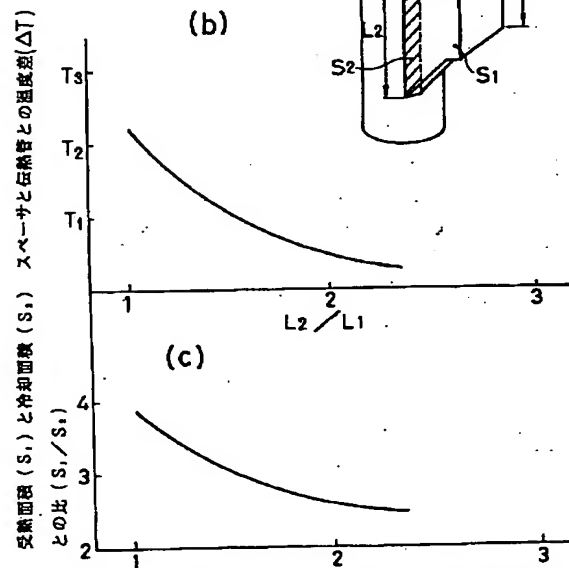 (b)
L2
S2
S1
スペーサと伝熱管との温度差(△T)
T3
T2
T1
1
2
3
L2/L1
(c)
受熱面積(S₁)と冷却面積(S₂)
との比(S₁/S₂)
4
3
2
1
2
3